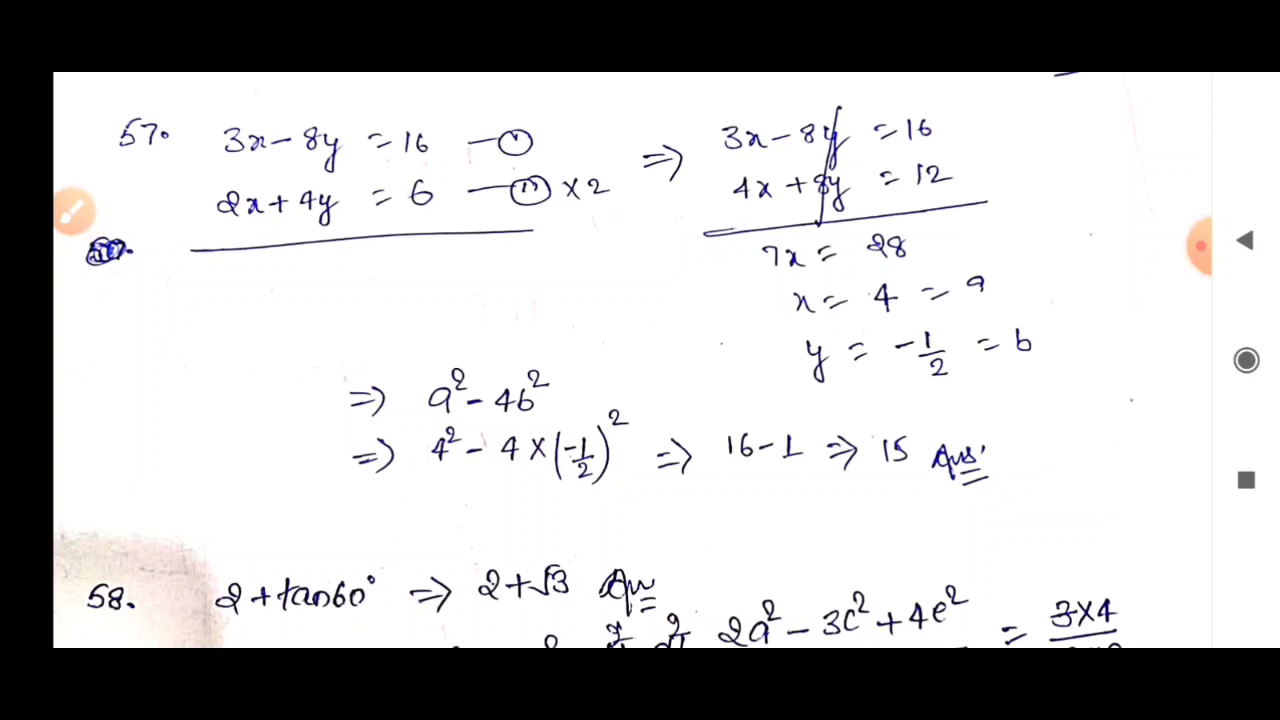 57. 3x - 8y = 16 — (i)
2x + 4y = 6 — (ii) × 2
=> 3x - 8y = 16
4x + 8y = 12
7x = 28
x = 4 = a
y = -1/2 = b
=> a² - 4b²
=> 4² - 4 × (-1/2)² => 16 - 1 => 15 Ans.
58. 2 + tan60° => 2 + √3 Ans
2a² - 3c² + 4e² = 3×4